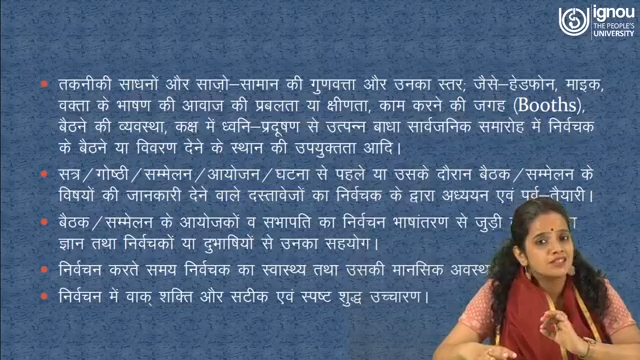 ignou
THE PEOPLE'S
UNIVERSITY
• तकनीकी साधनों और साज़ो–सामान की गुणवत्ता और उनका स्तर; जैसे–हेडफोन, माइक,
वक्ता के भाषण की आवाज की प्रबलता या क्षीणता, काम करने की जगह (Booths),
बैठने की व्यवस्था, कक्ष में ध्वनि–प्रदूषण से उत्पन्न बाधा सार्वजनिक समारोह में निर्वचक
के बैठने या विवरण देने के स्थान की उपयुक्तता आदि।
• सत्र/गोष्ठी/सम्मेलन/आयोजन/घटना से पहले या उसके दौरान बैठक/सम्मेलन के
विषयों की जानकारी देने वाले दस्तावेजों का निर्वचक के द्वारा अध्ययन एवं पूर्व–तैयारी।
• बैठक/सम्मेलन के आयोजकों व सभापति का निर्वचन भाषांतरण से जुड़ी
ज्ञान तथा निर्वचकों या दुभाषियों से उनका सहयोग।
• निर्वचन करते समय निर्वचक का स्वास्थ्य तथा उसकी मानसिक
• निर्वचन में वाक् शक्ति और सटीक एवं स्पष्ट शुद्ध उच्चारण।